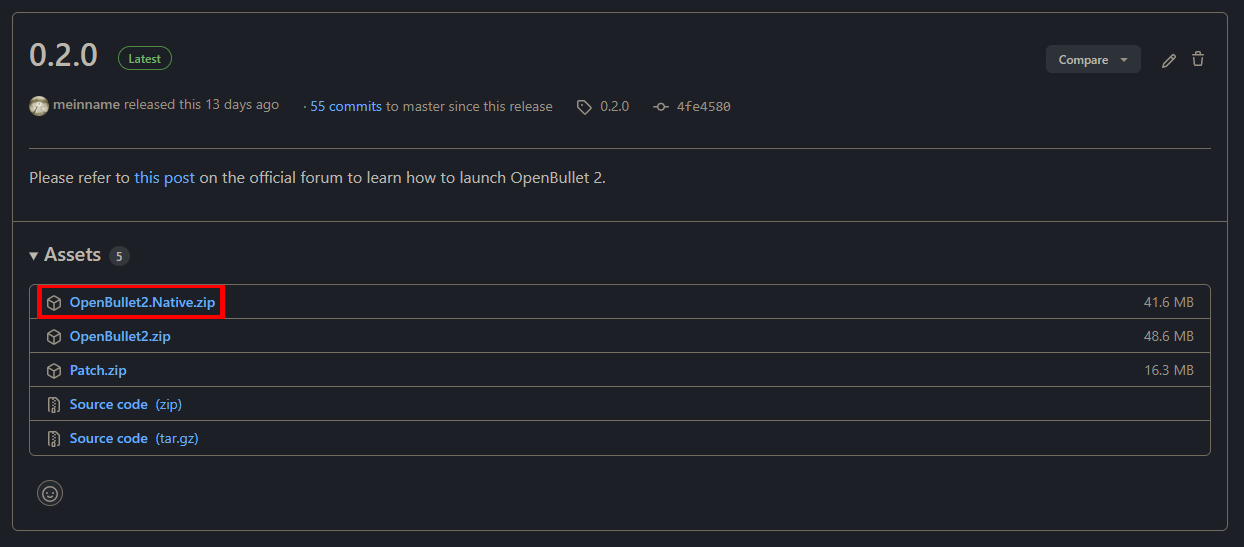 0.2.0 Latest Compare
meinname released this 13 days ago · 55 commits to master since this release 0.2.0 4fe4580
Please refer to this post on the official forum to learn how to launch OpenBullet 2.
Assets 5
OpenBullet2.Native.zip 41.6 MB
OpenBullet2.zip 48.6 MB
Patch.zip 16.3 MB
Source code (zip)
Source code (tar.gz)